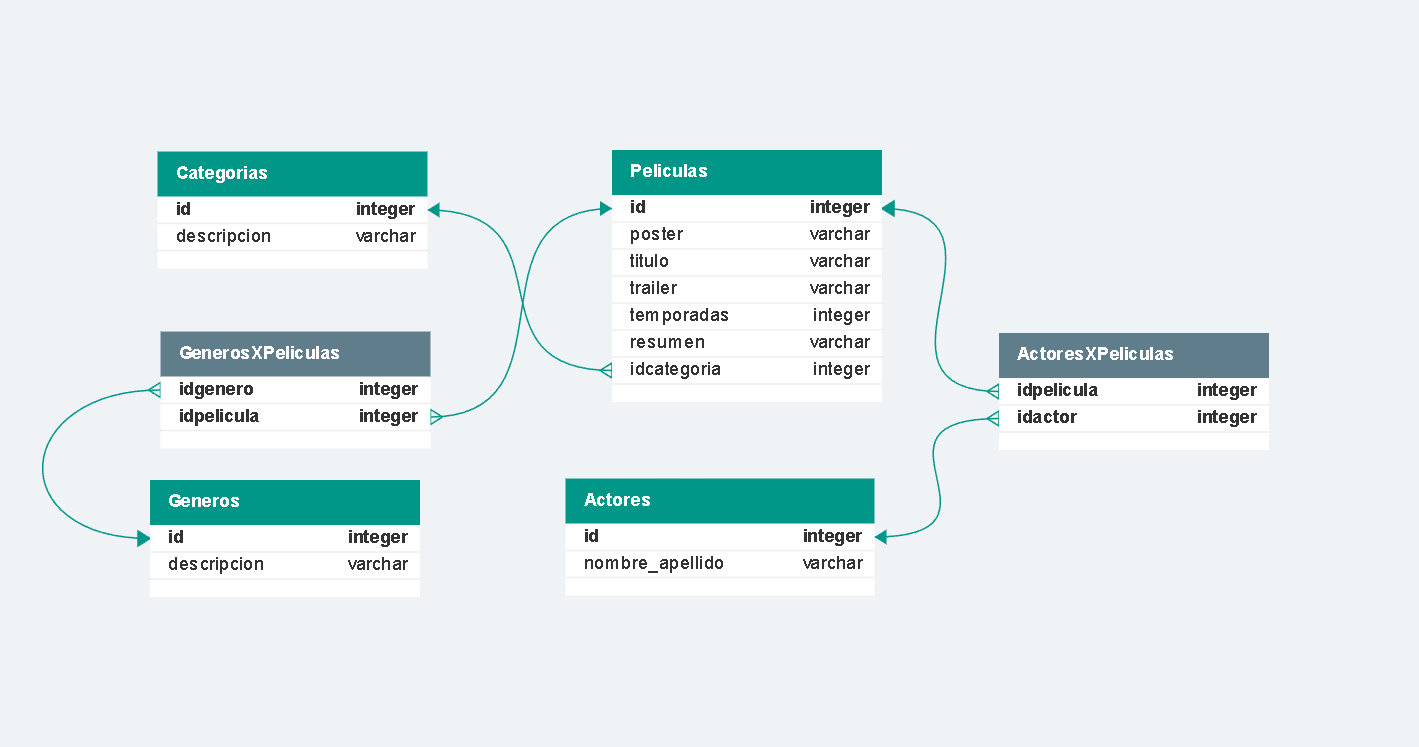 Categorias
id integer
descripcion varchar
Peliculas
id integer
poster varchar
titulo varchar
trailer varchar
temporadas integer
resumen varchar
idcategoria integer
GenerosXPeliculas
idgenero integer
idpelicula integer
ActoresXPeliculas
idpelicula integer
idactor integer
Generos
id integer
descripcion varchar
Actores
id integer
nombre_apellido varchar